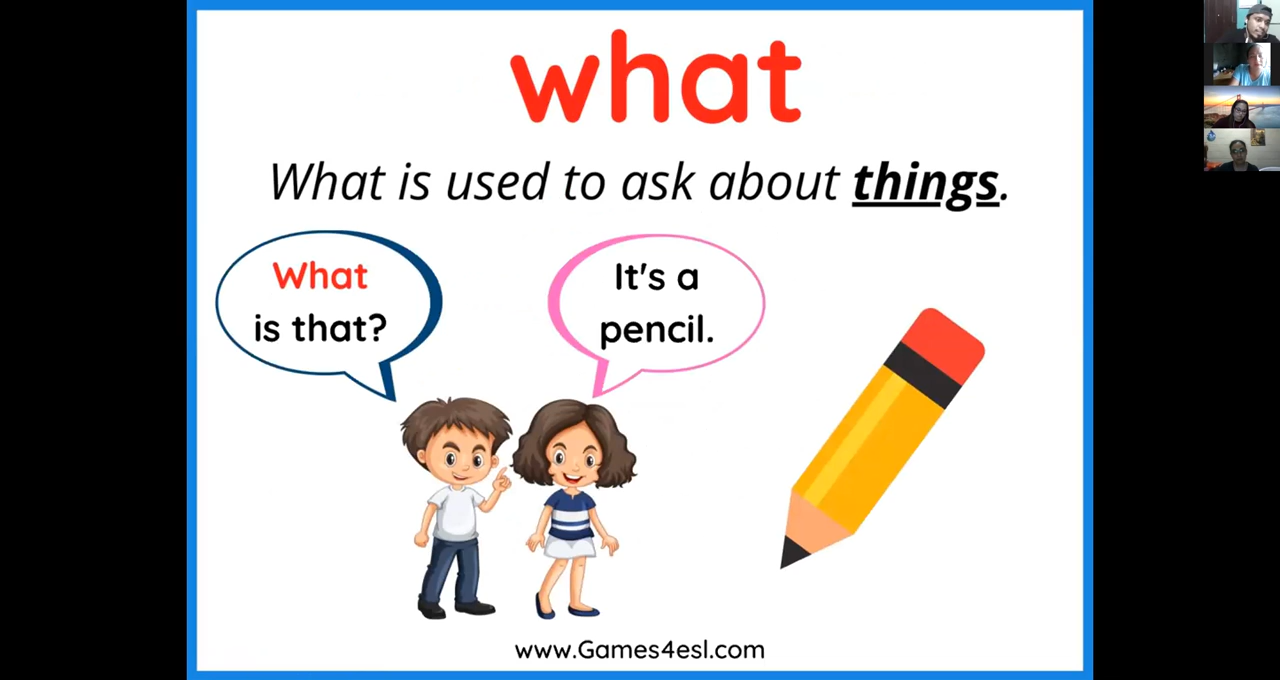 what
What is used to ask about things.
What
is that?
It's a
pencil.
www.Games4esl.com